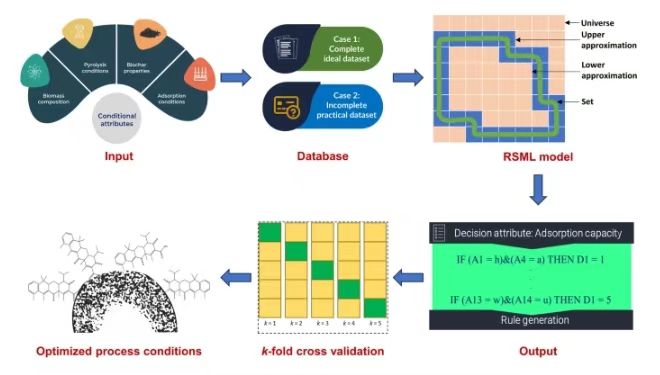 Pyrolysis
conditions
Biochar
properties
Biomass
composition
Adsorption
conditions
Conditional
attributes
Input
Case 1:
Complete
ideal dataset
Case 2:
Incomplete
practical dataset
Database
Universe
Upper
approximation
Lower
approximation
Set
RSML model
Decision attribute: Adsorption capacity
IF (A1 = h)&(A4 = a) THEN D1 = 1
.
.
.
IF (A13 = w)&(A14 = u) THEN D1 = 5
Rule generation
Output
k = 1 k = 2 k = 3 k = 4 k = 5
k-fold cross validation
Optimized process conditions